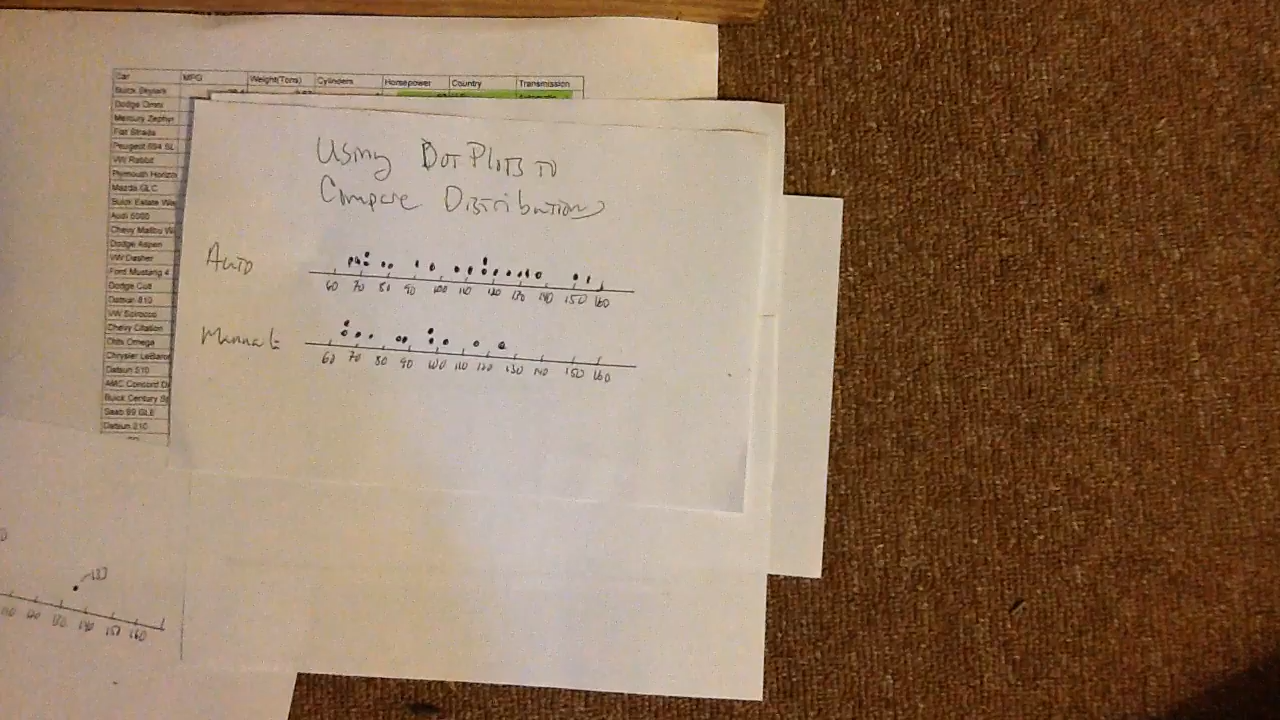 Car MPG Weight(Tons) Cylinders Horsepower Country Transmission
Buick Skylark
Dodge Omni
Mercury Zephyr
Fiat Strada
Peugeot 694 SL
VW Rabbit
Plymouth Horizon
Mazda GLC
Buick Estate Wa
Audi 5000
Chevy Malibu W
Dodge Aspen
VW Dasher
Ford Mustang 4
Dodge Colt
Datsun 810
VW Scirocco
Chevy Citation
Olds Omega
Chrysler LeBaron
Datsun 510
AMC Concord D
Buick Century Sp
Saab 99 GLE
Datsun 210
Using Dot Plots to
Compare Distributions
Auto
60 70 80 90 100 110 120 130 140 150 160
Manual
60 70 80 90 100 110 120 130 140 150 160
133
110 120 130 140 150 160